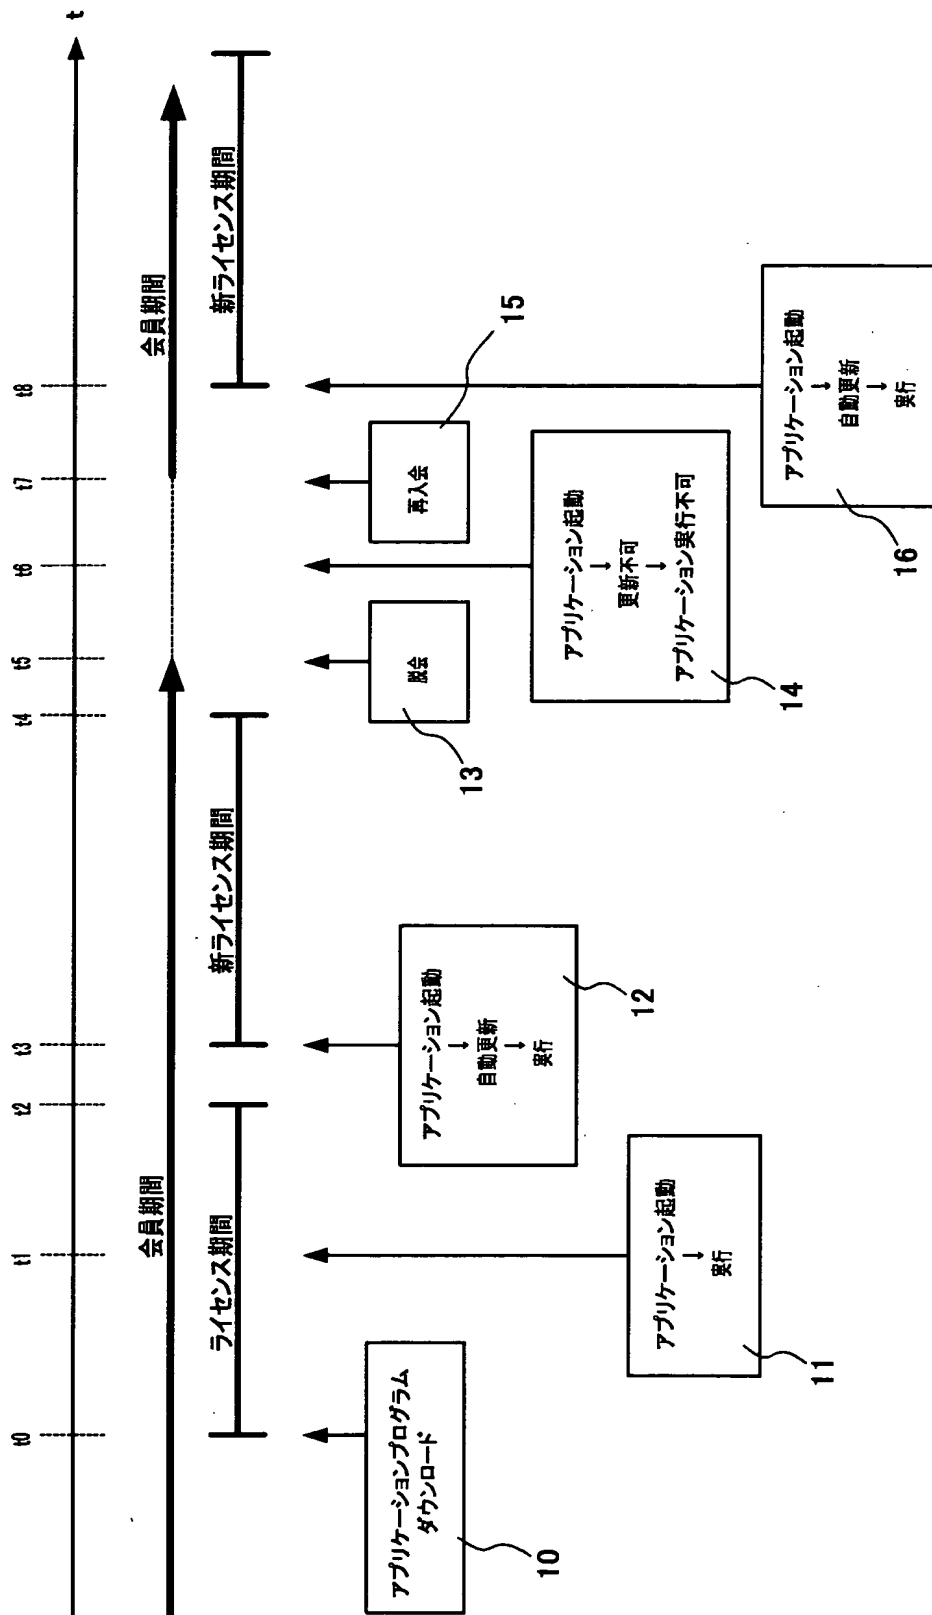 t
t0
t1
t2
t3
t4
t5
t6
t7
t8
会員期間
会員期間
ライセンス期間
新ライセンス期間
新ライセンス期間
アプリケーションプログラム
ダウンロード
10
アプリケーション起動
↓
実行
11
アプリケーション起動
↓
自動更新
↓
実行
12
脱会
13
アプリケーション起動
↓
更新不可
↓
アプリケーション実行不可
14
再入会
15
アプリケーション起動
↓
自動更新
↓
実行
16